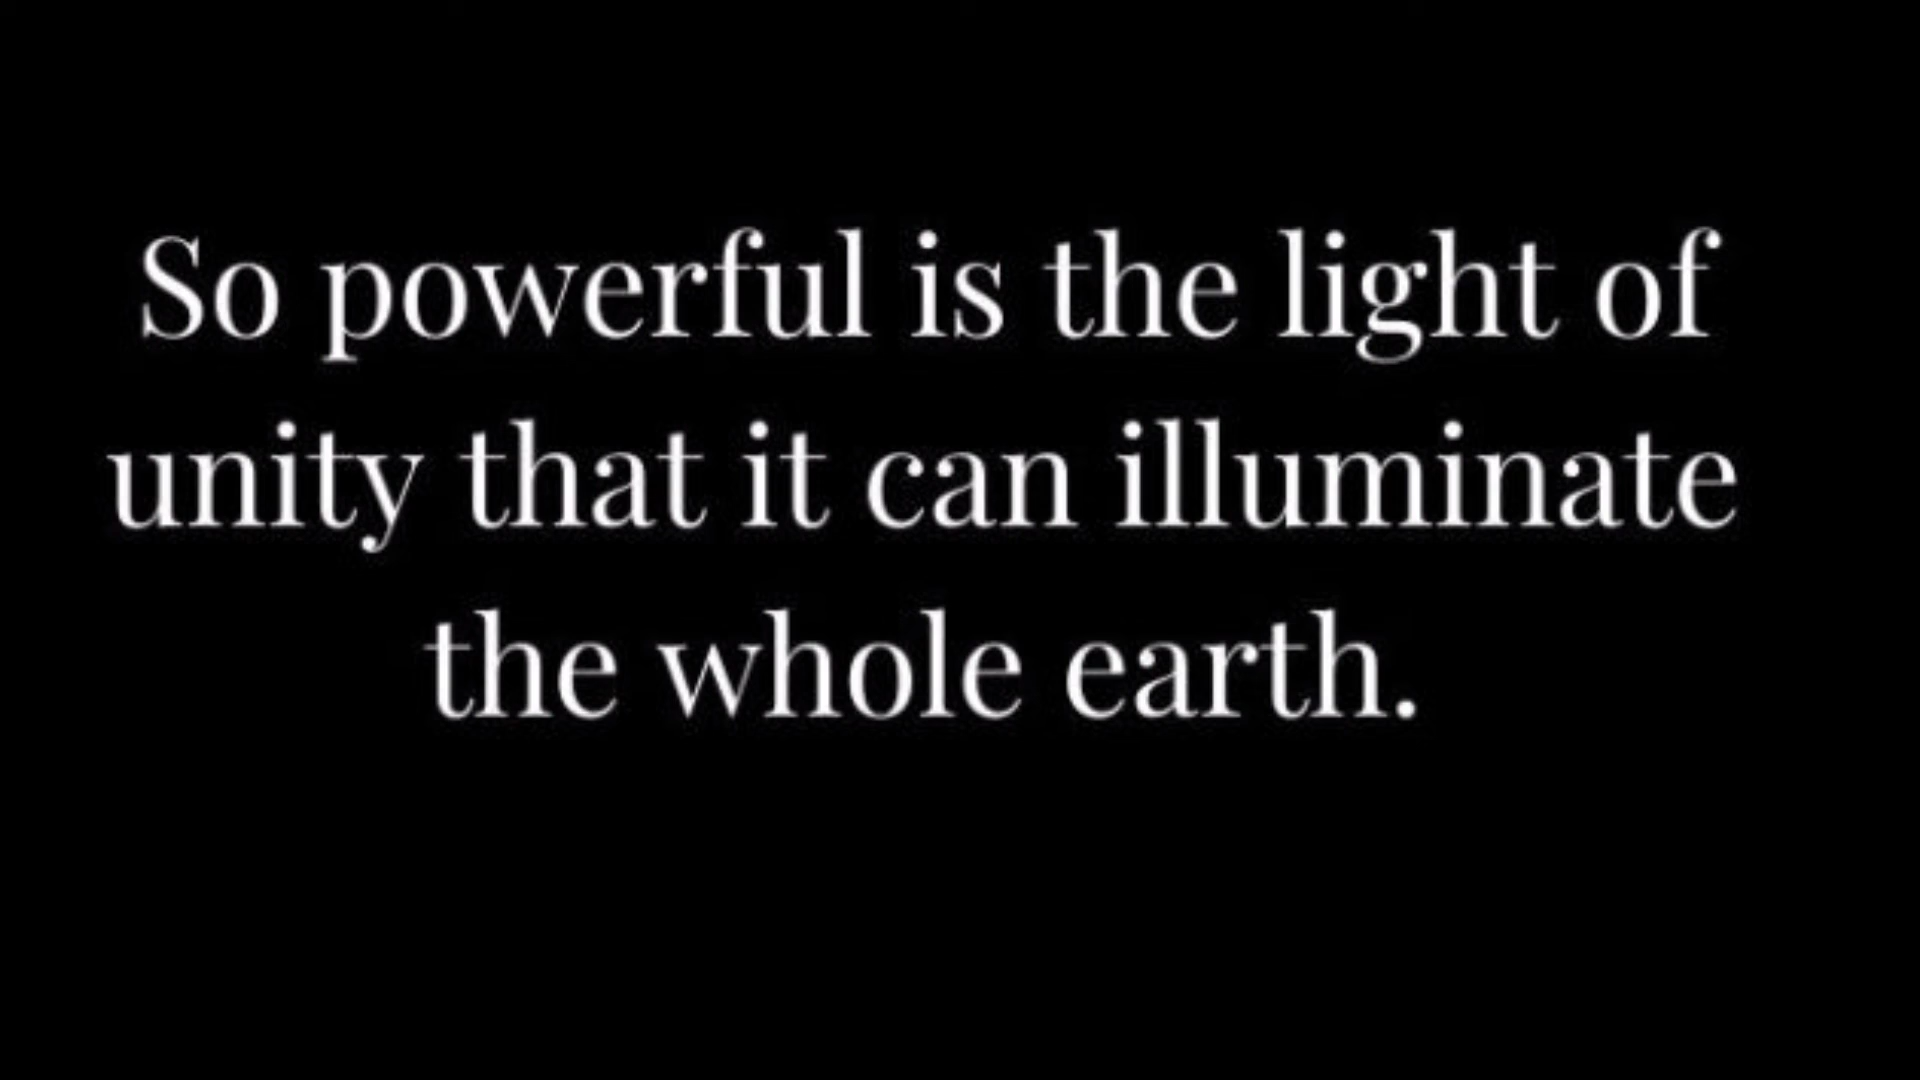 So powerful is the light of
unity that it can illuminate
the whole earth.